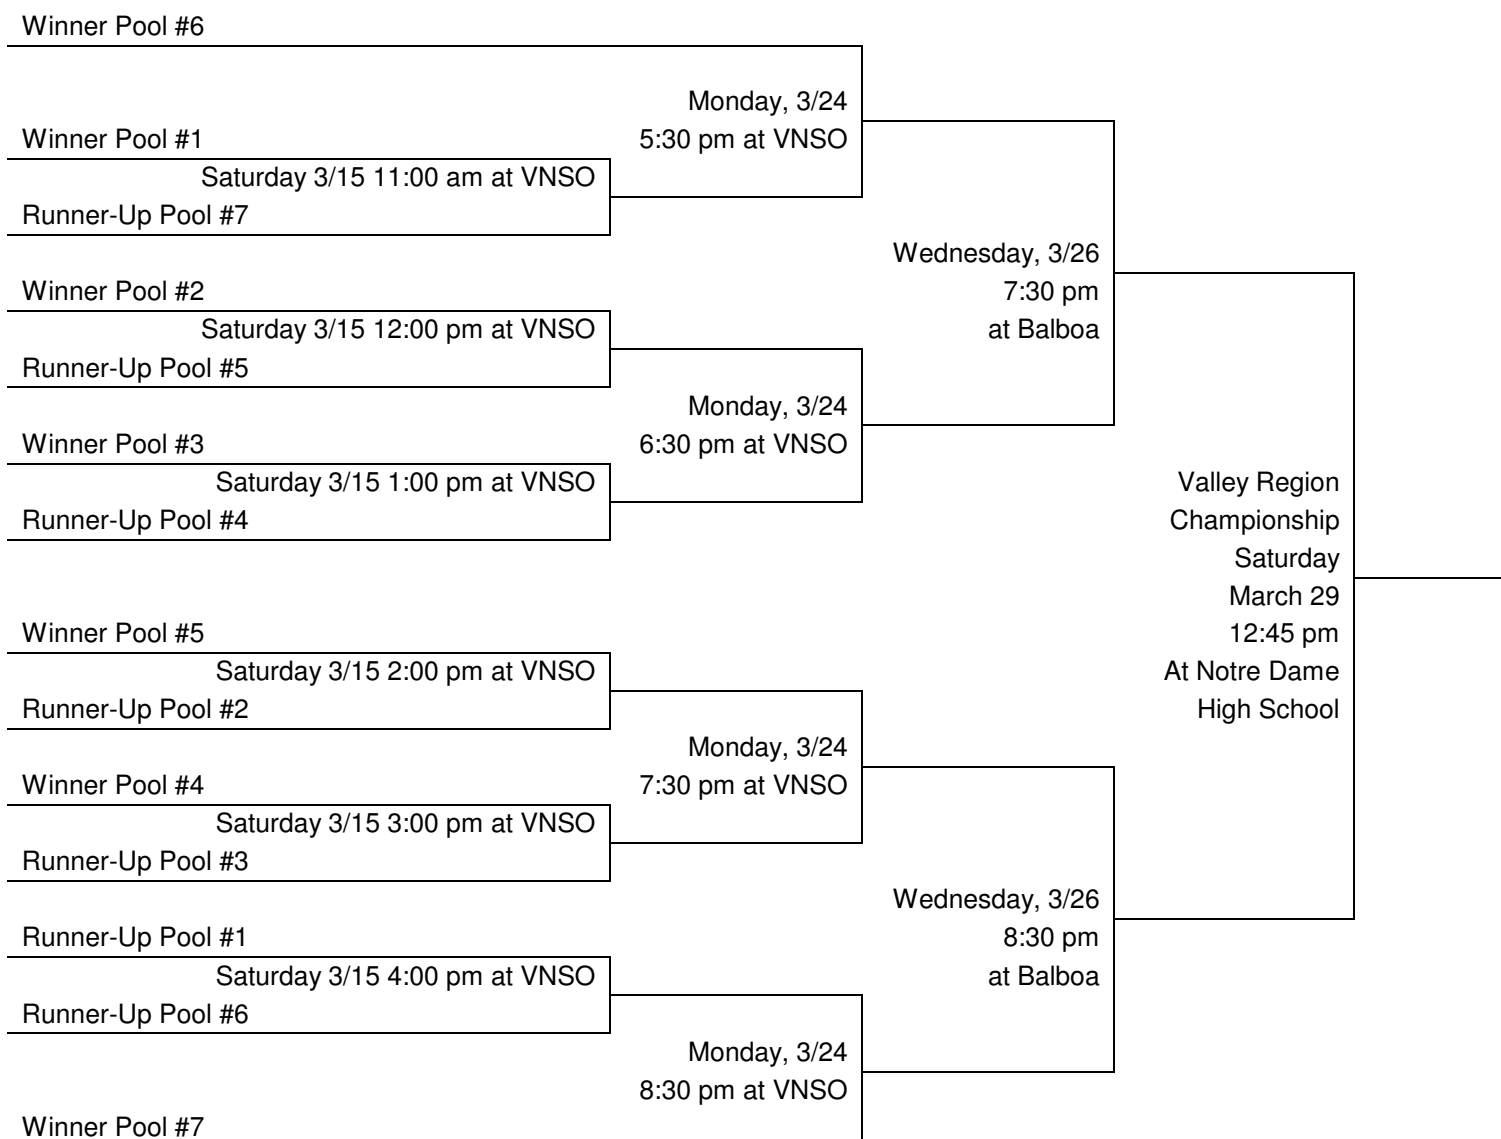 Winner Pool #6
Monday, 3/24
Winner Pool #1
5:30 pm at VNSO
Saturday 3/15 11:00 am at VNSO
Runner-Up Pool #7
Wednesday, 3/26
Winner Pool #2
7:30 pm
Saturday 3/15 12:00 pm at VNSO
at Balboa
Runner-Up Pool #5
Monday, 3/24
Winner Pool #3
6:30 pm at VNSO
Saturday 3/15 1:00 pm at VNSO
Valley Region
Runner-Up Pool #4
Championship
Saturday
March 29
Winner Pool #5
12:45 pm
Saturday 3/15 2:00 pm at VNSO
At Notre Dame
Runner-Up Pool #2
High School
Monday, 3/24
Winner Pool #4
7:30 pm at VNSO
Saturday 3/15 3:00 pm at VNSO
Runner-Up Pool #3
Wednesday, 3/26
Runner-Up Pool #1
8:30 pm
Saturday 3/15 4:00 pm at VNSO
at Balboa
Runner-Up Pool #6
Monday, 3/24
8:30 pm at VNSO
Winner Pool #7